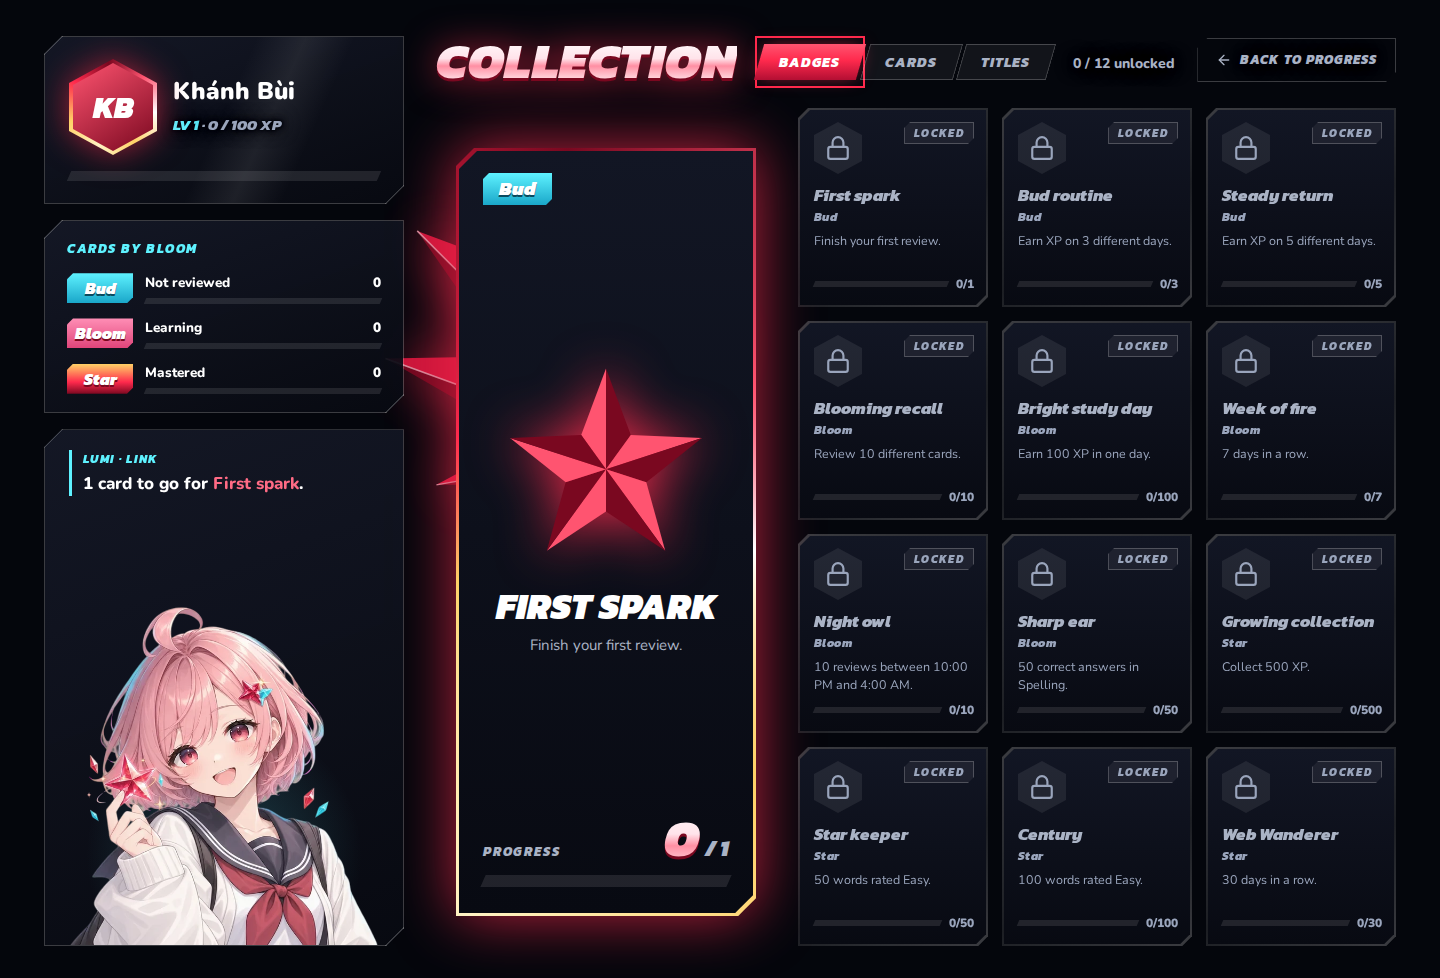 KB
Khánh Bùi
LV 1 · 0 / 100 XP
CARDS BY BLOOM
Bud
Not reviewed
0
Bloom
Learning
0
Star
Mastered
0
LUMI · LINK
1 card to go for First spark.
COLLECTION
BADGES
CARDS
TITLES
0 / 12 unlocked
← BACK TO PROGRESS
Bud
FIRST SPARK
Finish your first review.
PROGRESS
0 / 1
LOCKED
First spark
Bud
Finish your first review.
0/1
LOCKED
Bud routine
Bud
Earn XP on 3 different days.
0/3
LOCKED
Steady return
Bud
Earn XP on 5 different days.
0/5
LOCKED
Blooming recall
Bloom
Review 10 different cards.
0/10
LOCKED
Bright study day
Bloom
Earn 100 XP in one day.
0/100
LOCKED
Week of fire
Bloom
7 days in a row.
0/7
LOCKED
Night owl
Bloom
10 reviews between 10:00
PM and 4:00 AM.
0/10
LOCKED
Sharp ear
Bloom
50 correct answers in
Spelling.
0/50
LOCKED
Growing collection
Star
Collect 500 XP.
0/500
LOCKED
Star keeper
Star
50 words rated Easy.
0/50
LOCKED
Century
Star
100 words rated Easy.
0/100
LOCKED
Web Wanderer
Star
30 days in a row.
0/30